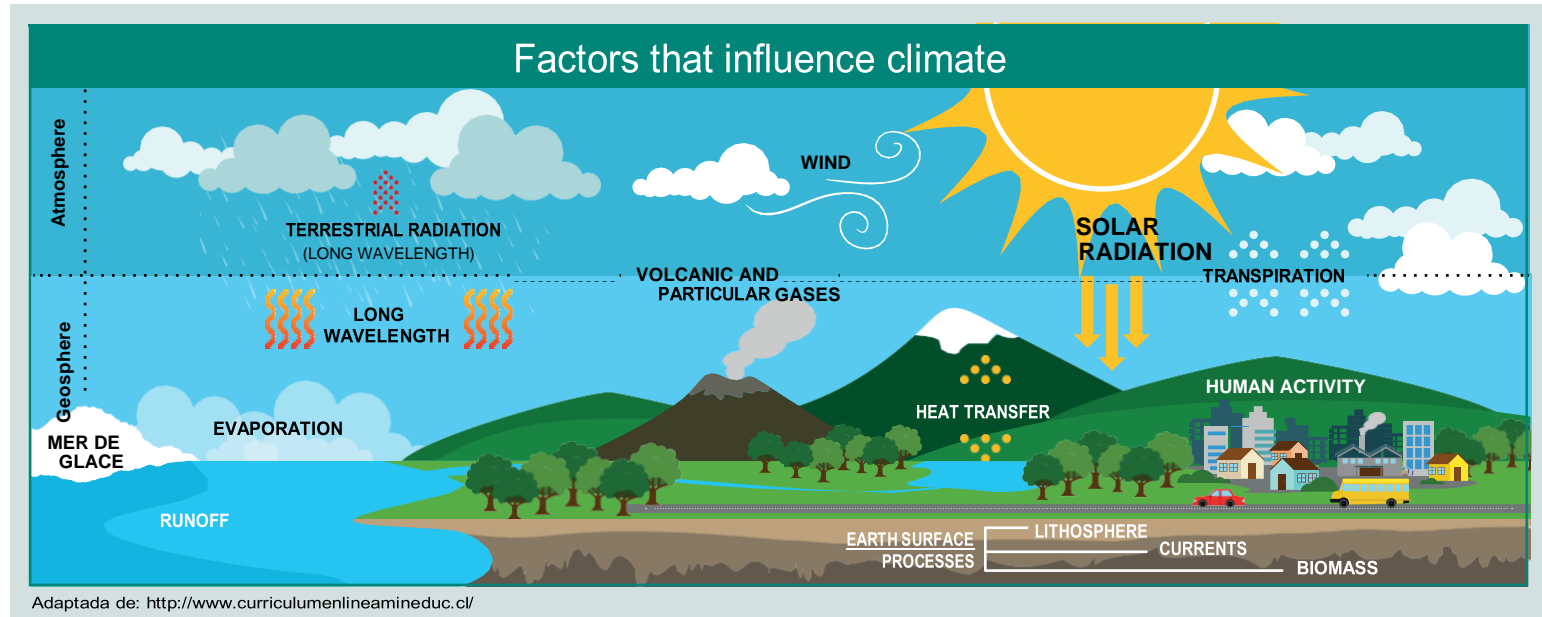 Factors that influence climate
Atmosphere
WIND
TERRESTRIAL RADIATION
(LONG WAVELENGTH)
SOLAR
RADIATION
VOLCANIC AND
PARTICULAR GASES
TRANSPIRATION
LONG
WAVELENGTH
Geosphere
HUMAN ACTIVITY
HEAT TRANSFER
EVAPORATION
MER DE
GLACE
RUNOFF
EARTH SURFACE
PROCESSES
LITHOSPHERE
CURRENTS
BIOMASS
Adaptada de: http://www.curriculumenlineamineduc.cl/